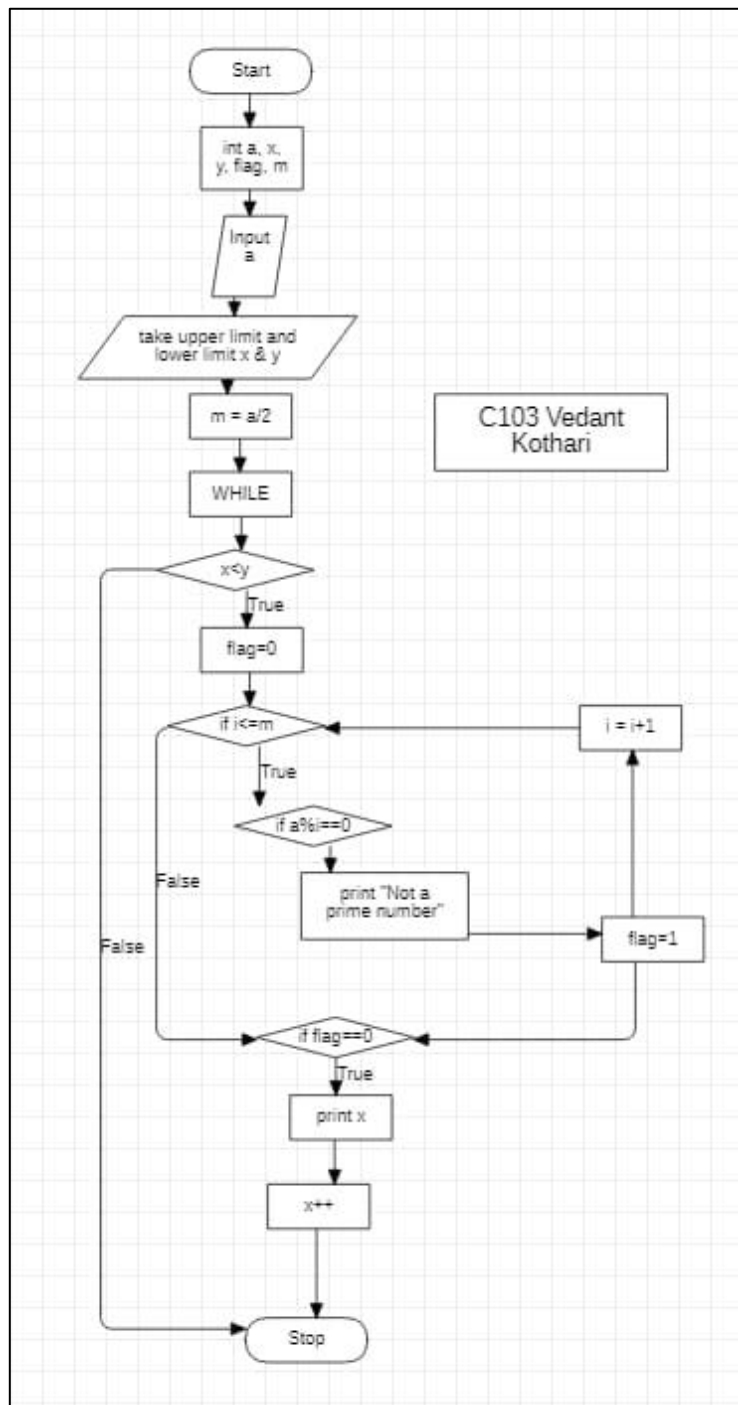 Start
int a, x,
y, flag, m
Input
a
take upper limit and
lower limit x & y
m = a/2
C103 Vedant
Kothari
WHILE
x<y
True
flag=0
if i<=m
i = i+1
True
if a%i==0
False
print "Not a
prime number"
flag=1
False
if flag==0
True
print x
x++
Stop